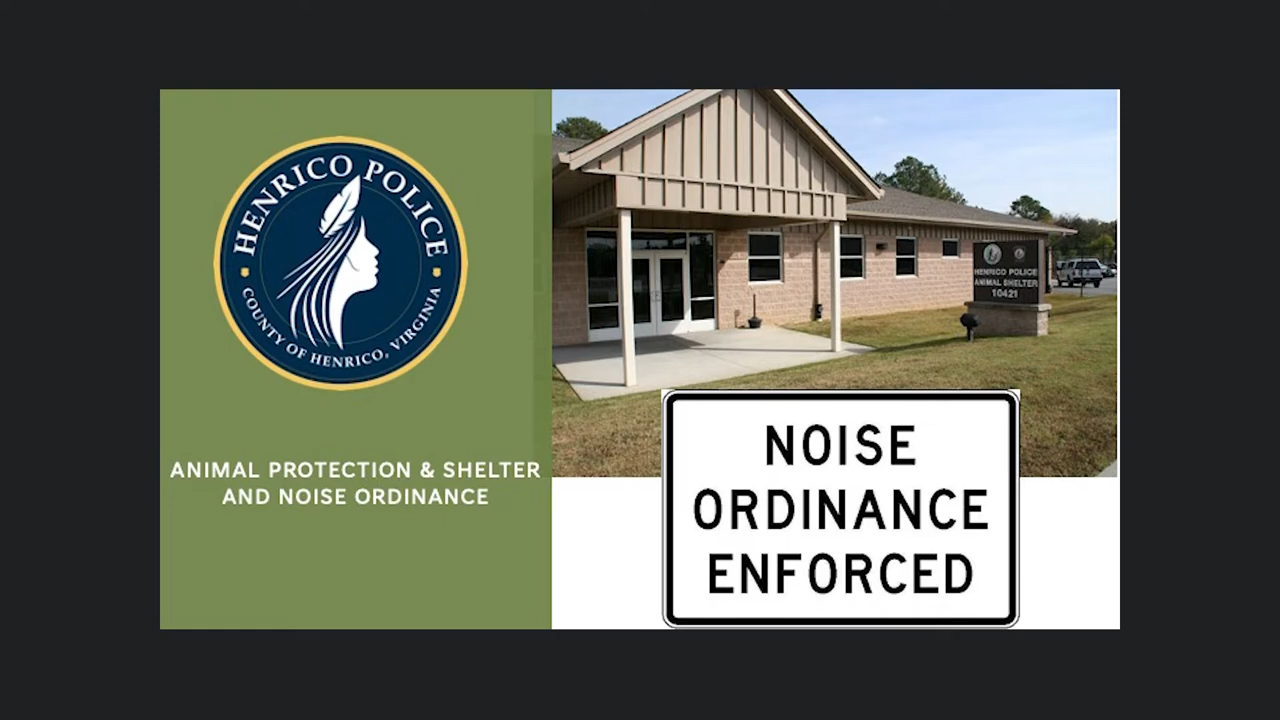 HENRICO POLICE
COUNTY OF HENRICO, VIRGINIA
ANIMAL PROTECTION & SHELTER
AND NOISE ORDINANCE
HENRICO POLICE
ANIMAL SHELTER
10421
NOISE
ORDINANCE
ENFORCED